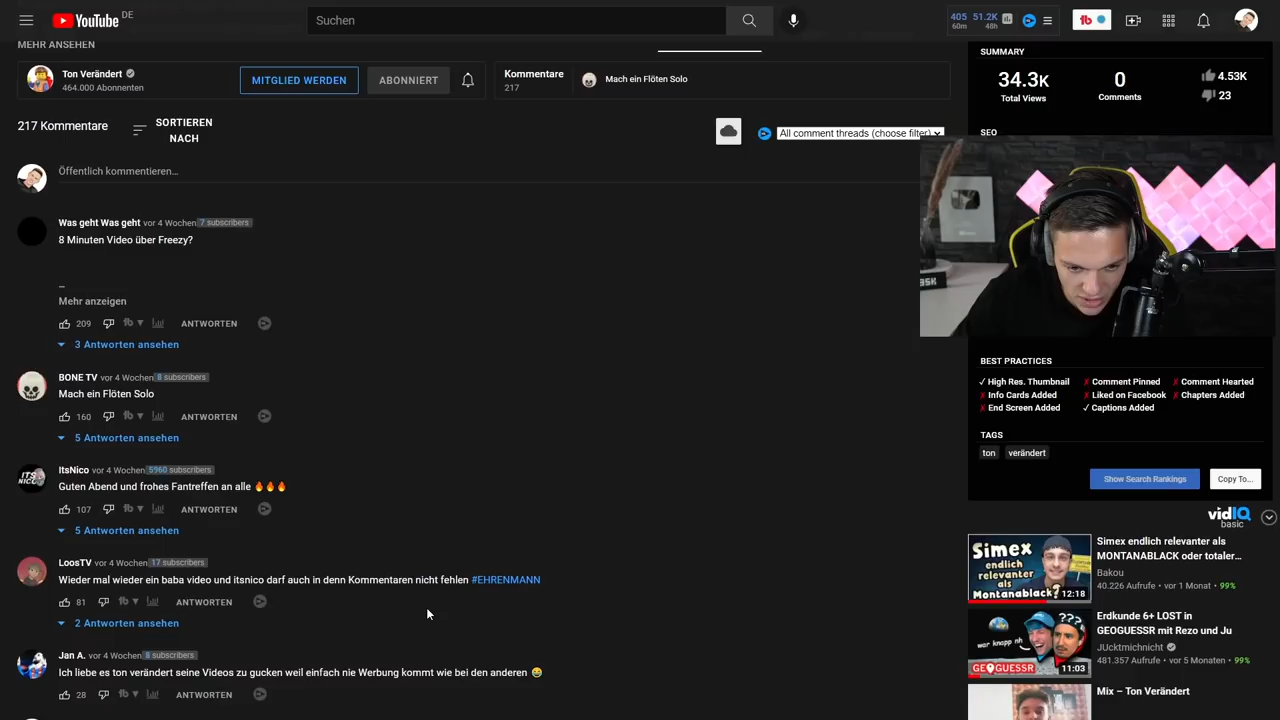 YouTube DE
Suchen
405 60m
51.2K 48h
MEHR ANSEHEN
Ton Verändert
464.000 Abonnenten
MITGLIED WERDEN
ABONNIERT
Kommentare
217
Mach ein Flöten Solo
217 Kommentare
SORTIEREN
NACH
All comment threads (choose filter)
Öffentlich kommentieren…
Was geht Was geht vor 4 Wochen 7 subscribers
8 Minuten Video über Freezy?
...
Mehr anzeigen
209 ANTWORTEN
3 Antworten ansehen
BONE TV vor 4 Wochen 8 subscribers
Mach ein Flöten Solo
160 ANTWORTEN
5 Antworten ansehen
ItsNico vor 4 Wochen 5960 subscribers
Guten Abend und frohes Fantreffen an alle 🔥🔥🔥
107 ANTWORTEN
5 Antworten ansehen
LoosTV vor 4 Wochen 17 subscribers
Wieder mal wieder ein baba video und itsnico darf auch in denn Kommentaren nicht fehlen #EHRENMANN
81 ANTWORTEN
2 Antworten ansehen
Jan A. vor 4 Wochen 8 subscribers
Ich liebe es ton verändert seine Videos zu gucken weil einfach nie Werbung kommt wie bei den anderen 😂
28 ANTWORTEN
SUMMARY
34.3K
Total Views
0
Comments
4.53K
23
SEO
BEST PRACTICES
✓ High Res. Thumbnail ✗ Comment Pinned ✗ Comment Hearted
✗ Info Cards Added ✗ Liked on Facebook ✗ Chapters Added
✗ End Screen Added ✓ Captions Added
TAGS
ton verändert
Show Search Rankings Copy To...
vidIQ
basic
Simex
endlich
relevanter
als
Montanablack?
12:18
Simex endlich relevanter als
MONTANABLACK oder totaler…
Bakou
40.226 Aufrufe • vor 1 Monat • 99%
???
war knapp nh
GEOGUESSR
11:03
Erdkunde 6+ LOST in
GEOGUESSR mit Rezo und Ju
JUcktmichnicht
481.357 Aufrufe • vor 5 Monaten • 99%
Mix – Ton Verändert